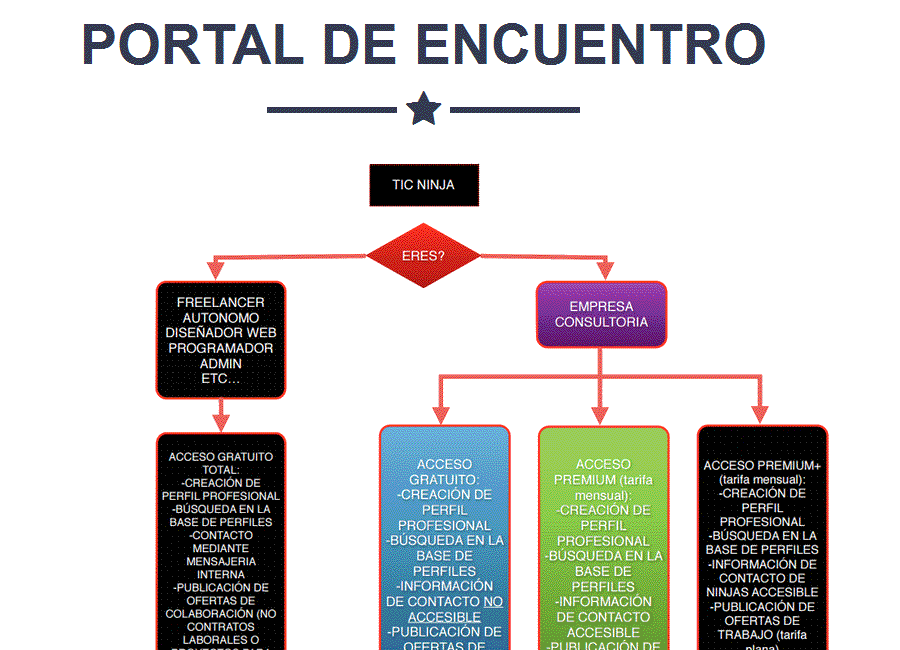 PORTAL DE ENCUENTRO
TIC NINJA
ERES?
FREELANCER
AUTONOMO
DISEÑADOR WEB
PROGRAMADOR
ADMIN
ETC...
EMPRESA
CONSULTORIA
ACCESO GRATUITO
TOTAL:
-CREACIÓN DE
PERFIL PROFESIONAL
-BÚSQUEDA EN LA
BASE DE PERFILES
-CONTACTO
MEDIANTE
MENSAJERIA
INTERNA
-PUBLICACIÓN DE
OFERTAS DE
COLABORACIÓN (NO
CONTRATOS
LABORALES O
ACCESO
GRATUITO:
-CREACIÓN DE
PERFIL
PROFESIONAL
-BÚSQUEDA EN LA
BASE DE
PERFILES
-INFORMACIÓN
DE CONTACTO NO
ACCESIBLE
-PUBLICACIÓN DE
OFERTAS DE
ACCESO
PREMIUM (tarifa
mensual):
-CREACIÓN DE
PERFIL
PROFESIONAL
-BÚSQUEDA EN LA
BASE DE
PERFILES
-INFORMACIÓN
DE CONTACTO
ACCESIBLE
-PUBLICACIÓN DE
ACCESO PREMIUM+
(tarifa mensual):
-CREACIÓN DE
PERFIL
PROFESIONAL
-BÚSQUEDA EN LA
BASE DE PERFILES
-INFORMACIÓN DE
CONTACTO DE
NINJAS ACCESIBLE
-PUBLICACIÓN DE
OFERTAS DE
TRABAJO (tarifa
plana)